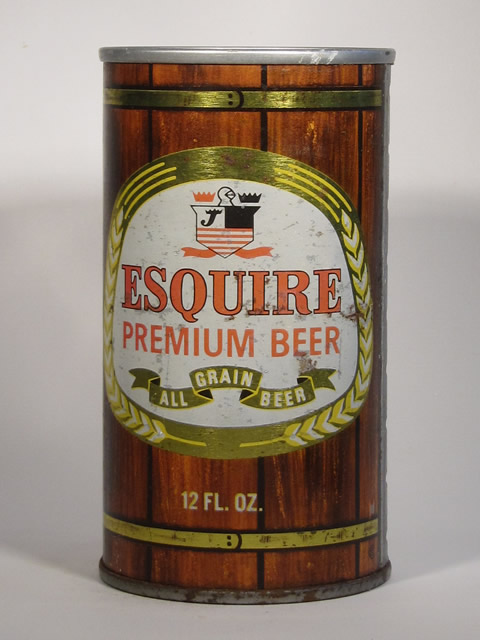 J
ESQUIRE
PREMIUM BEER
ALL GRAIN BEER
12 FL. OZ.